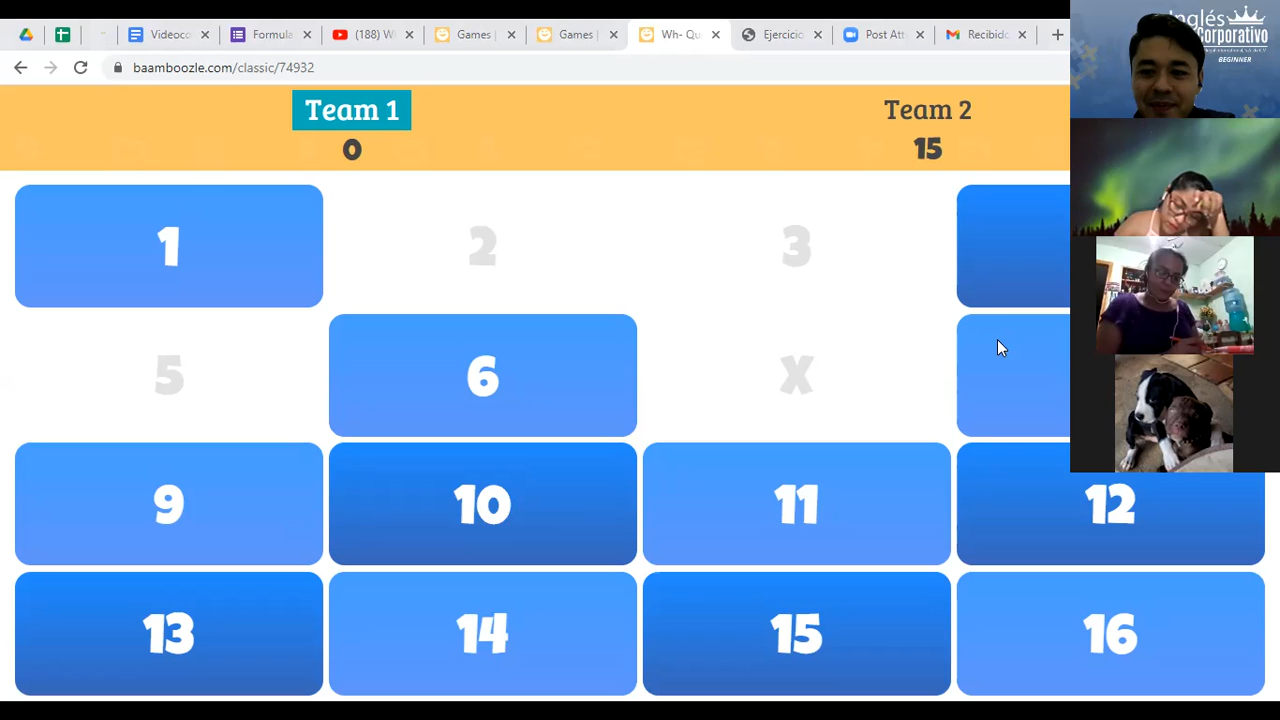 Videoco
Formula
(188) Wi
Games |
Games |
Wh- Qu
Ejercicio
Post Att
Recibido
baamboozle.com/classic/74932
Inglés
Corporativo
BEGINNER
Team 1
Team 2
0
15
1
2
3
5
6
X
9
10
11
12
13
14
15
16